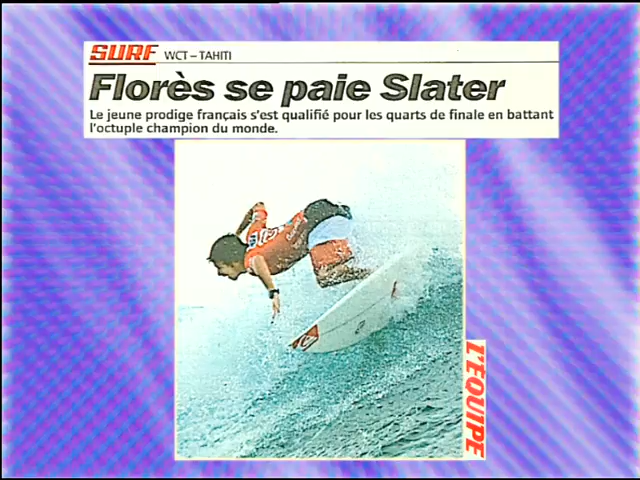 SURF WCT – TAHITI
Florès se paie Slater
Le jeune prodige français s'est qualifié pour les quarts de finale en battant
l'octuple champion du monde.
L'ÉQUIPE